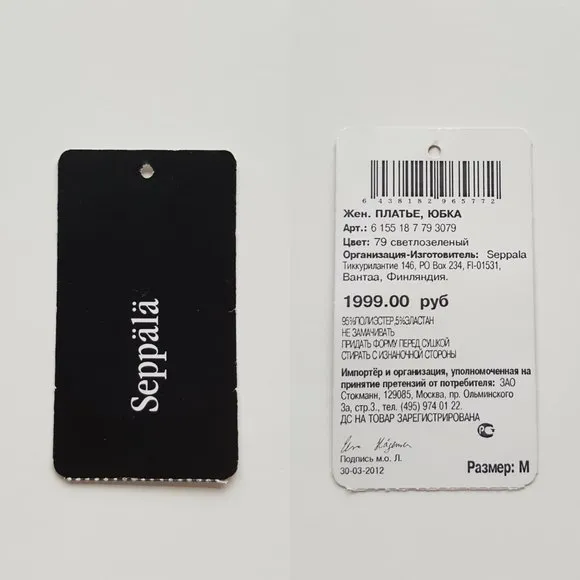 Seppälä
6 438182 965772
Жен. ПЛАТЬЕ, ЮБКА
Арт.: 6 155 18 7 79 3079
Цвет: 79 светлозеленый
Организация-Изготовитель: Seppala
Тиккурилантие 146, PO Box 234, FI-01531,
Вантаа, Финляндия.
1999.00 руб
95%ПОЛИЭСТЕР,5%ЭЛАСТАН
НЕ ЗАМАЧИВАТЬ
ПРИДАТЬ ФОРМУ ПЕРЕД СУШКОЙ
СТИРАТЬ С ИЗНАНОЧНОЙ СТОРОНЫ
Импортёр и организация, уполномоченная на
принятие претензий от потребителя: ЗАО
Стокманн, 129085, Москва, пр. Ольминского
3а, стр.3., тел. (495) 974 01 22.
ДС НА ТОВАР ЗАРЕГИСТРИРОВАНА
Подпись м.о. Л.
30-03-2012
Размер: M